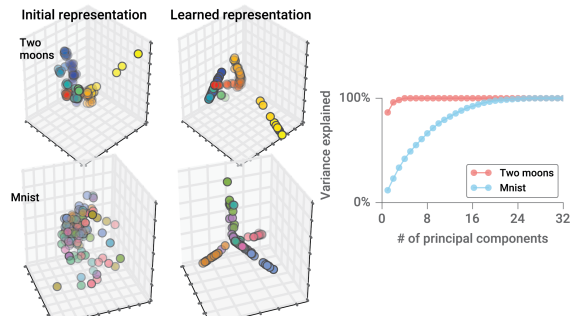 Initial representation
Learned representation
Two
moons
Mnist
Variance explained
100%
0%
Two moons
Mnist
0
8
16
24
32
# of principal components